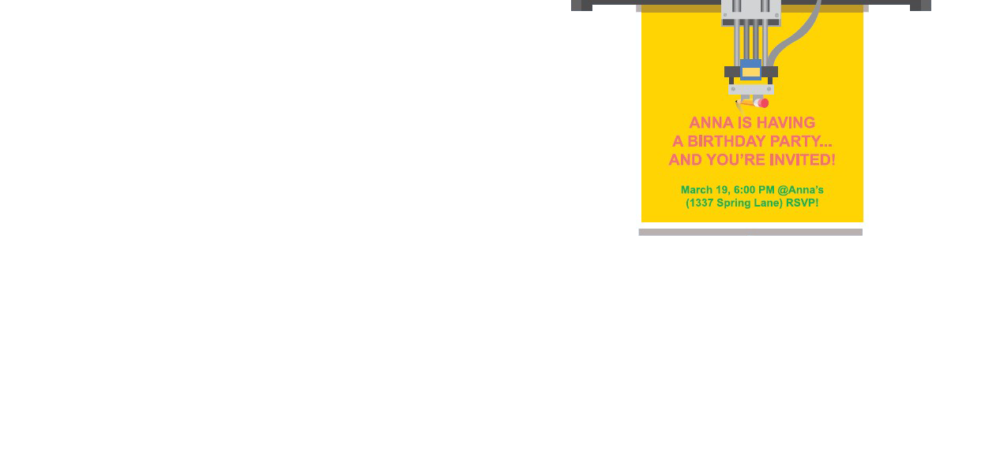 ANNA IS HAVING
A BIRTHDAY PARTY...
AND YOU'RE INVITED!
March 19, 6:00 PM @Anna's
(1337 Spring Lane) RSVP!